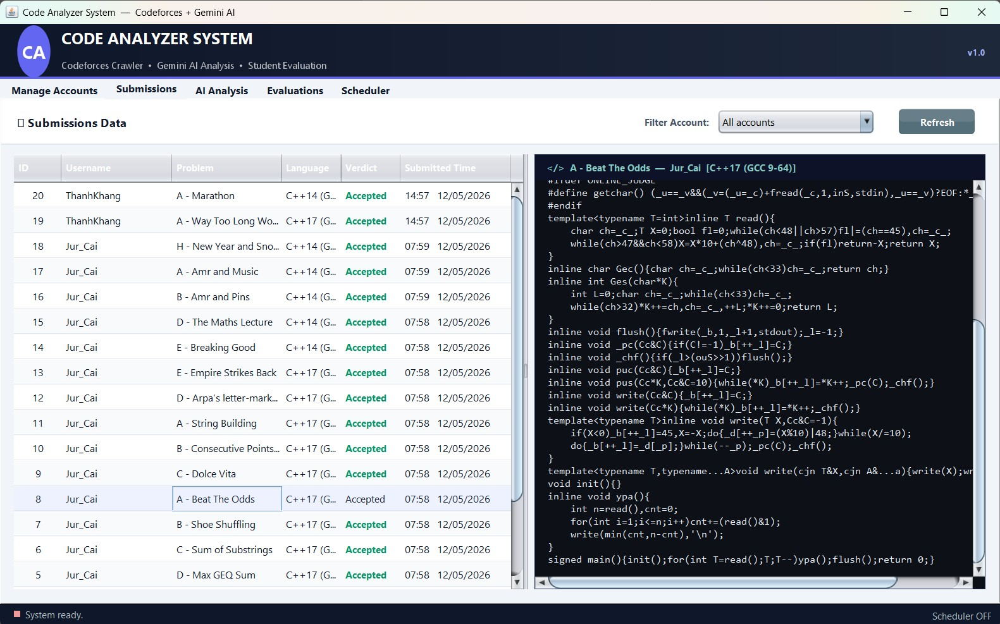 Code Analyzer System — Codeforces + Gemini AI
CA
CODE ANALYZER SYSTEM
Codeforces Crawler • Gemini AI Analysis • Student Evaluation
v1.0
Manage Accounts Submissions AI Analysis Evaluations Scheduler
Submissions Data
Filter Account: All accounts Refresh
ID Username Problem Language Verdict Submitted Time
20 ThanhKhang A - Marathon C++14 (G... Accepted 14:57 12/05/2026
19 ThanhKhang A - Way Too Long Wo... C++17 (G... Accepted 14:57 12/05/2026
18 Jur_Cai H - New Year and Sno... C++14 (G... Accepted 07:59 12/05/2026
17 Jur_Cai A - Amr and Music C++14 (G... Accepted 07:59 12/05/2026
16 Jur_Cai B - Amr and Pins C++14 (G... Accepted 07:59 12/05/2026
15 Jur_Cai D - The Maths Lecture C++14 (G... Accepted 07:58 12/05/2026
14 Jur_Cai E - Breaking Good C++14 (G... Accepted 07:58 12/05/2026
13 Jur_Cai E - Empire Strikes Back C++17 (G... Accepted 07:58 12/05/2026
12 Jur_Cai D - Arpa's letter-mark... C++17 (G... Accepted 07:58 12/05/2026
11 Jur_Cai A - String Building C++17 (G... Accepted 07:58 12/05/2026
10 Jur_Cai B - Consecutive Points... C++17 (G... Accepted 07:58 12/05/2026
9 Jur_Cai C - Dolce Vita C++17 (G... Accepted 07:58 12/05/2026
8 Jur_Cai A - Beat The Odds C++17 (G... Accepted 07:58 12/05/2026
7 Jur_Cai B - Shoe Shuffling C++17 (G... Accepted 07:58 12/05/2026
6 Jur_Cai C - Sum of Substrings C++17 (G... Accepted 07:58 12/05/2026
5 Jur_Cai D - Max GEQ Sum C++17 (G... Accepted 07:58 12/05/2026
</> A - Beat The Odds — Jur_Cai [C++17 (GCC 9-64)]
#ifdef ONLINE_JUDGE
#define getchar() (_u==_v&&(_v=(_u=_c)+fread(_c,1,inS,stdin),_u==_v)?EOF:*_
#endif
template<typename T=int>inline T read(){
    char ch=_c_;T X=0;bool fl=0;while(ch<48||ch>57)fl|=(ch==45),ch=_c_;
    while(ch>47&&ch<58)X=X*10+(ch^48),ch=_c_;if(fl)return-X;return X;
}
inline char Gec(){char ch=_c_;while(ch<33)ch=_c_;return ch;}
inline int Ges(char*K){
    int L=0;char ch=_c_;while(ch<33)ch=_c_;
    while(ch>32)*K++=ch,ch=_c_,++L;*K++=0;return L;
}
inline void flush(){fwrite(_b,1,_l+1,stdout);_l=-1;}
inline void _pc(Cc&C){if(C!=-1)_b[++_l]=C;}
inline void _chf(){if(_l>(ouS>>1))flush();}
inline void puc(Cc&C){_b[++_l]=C;}
inline void pus(Cc*K,Cc&C=10){while(*K)_b[++_l]=*K++;_pc(C);_chf();}
inline void write(Cc&C){_b[++_l]=C;}
inline void write(Cc*K){while(*K)_b[++_l]=*K++;_chf();}
template<typename T>inline void write(T X,Cc&C=-1){
    if(X<0)_b[++_l]=45,X=-X;do{_d[++_p]=(X%10)|48;}while(X/=10);
    do{_b[++_l]=_d[_p];}while(--_p);_pc(C);_chf();
}
template<typename T,typename...A>void write(cjn T&X,cjn A&...a){write(X);wr
void init(){}
inline void ypa(){
    int n=read(),cnt=0;
    for(int i=1;i<=n;i++)cnt+=(read()&1);
    write(min(cnt,n-cnt),'\n');
}
signed main(){init();for(int T=read();T;T--)ypa();flush();return 0;}
System ready.
Scheduler OFF